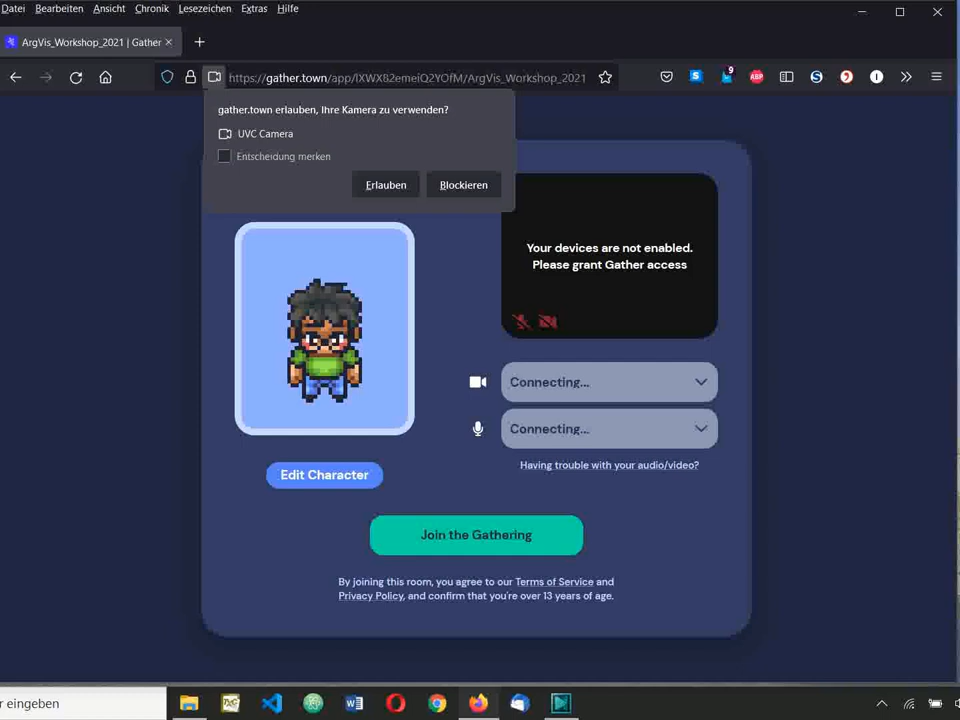 Datei Bearbeiten Ansicht Chronik Lesezeichen Extras Hilfe
ArgVis_Workshop_2021 | Gather
https://gather.town/app/lXWX82emeiQ2YOfM/ArgVis_Workshop_2021
9
ABP
gather.town erlauben, Ihre Kamera zu verwenden?
UVC Camera
Entscheidung merken
Erlauben Blockieren
Your devices are not enabled.
Please grant Gather access
Connecting...
Connecting...
Having trouble with your audio/video?
Edit Character
Join the Gathering
By joining this room, you agree to our Terms of Service and
Privacy Policy, and confirm that you're over 13 years of age.
r eingeben